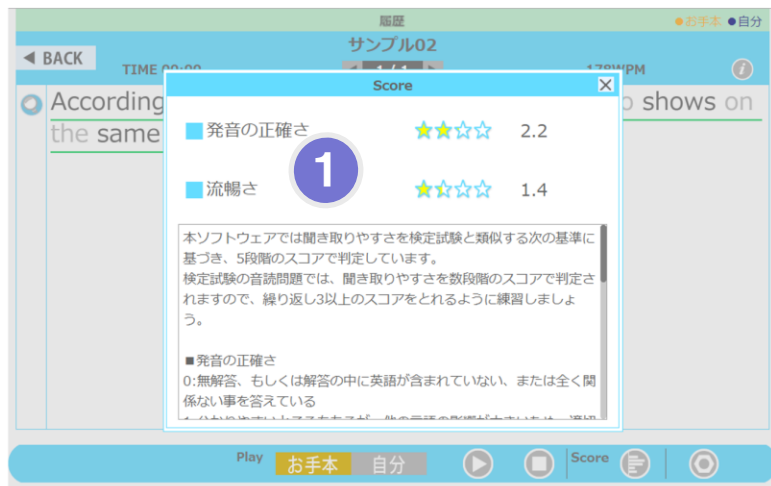 履歴
●お手本 ●自分
◀ BACK
サンプル02
TIME
178WPM
i
According
shows on
the same
Score
■発音の正確さ 2.2
■流暢さ 1.4
1
本ソフトウェアでは聞き取りやすさを検定試験と類似する次の基準に
基づき、5段階のスコアで判定しています。
検定試験の音読問題では、聞き取りやすさを数段階のスコアで判定さ
れますので、繰り返し3以上のスコアをとれるように練習しましょ
う。
■発音の正確さ
0:無解答、もしくは解答の中に英語が含まれていない、または全く関
係ない事を答えている
Play お手本 自分 Score